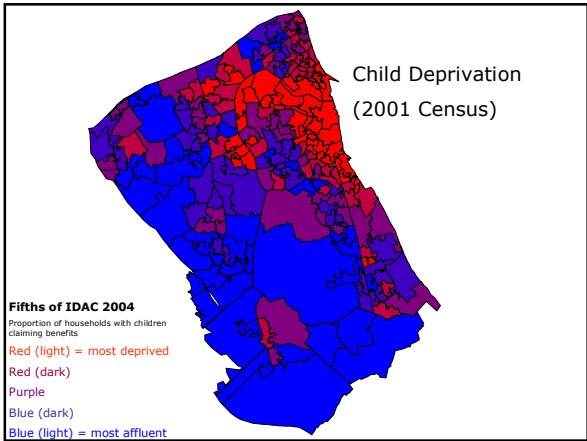 Child Deprivation
(2001 Census)
Fifths of IDAC 2004
Proportion of households with children
claiming benefits
Red (light) = most deprived
Red (dark)
Purple
Blue (dark)
Blue (light) = most affluent